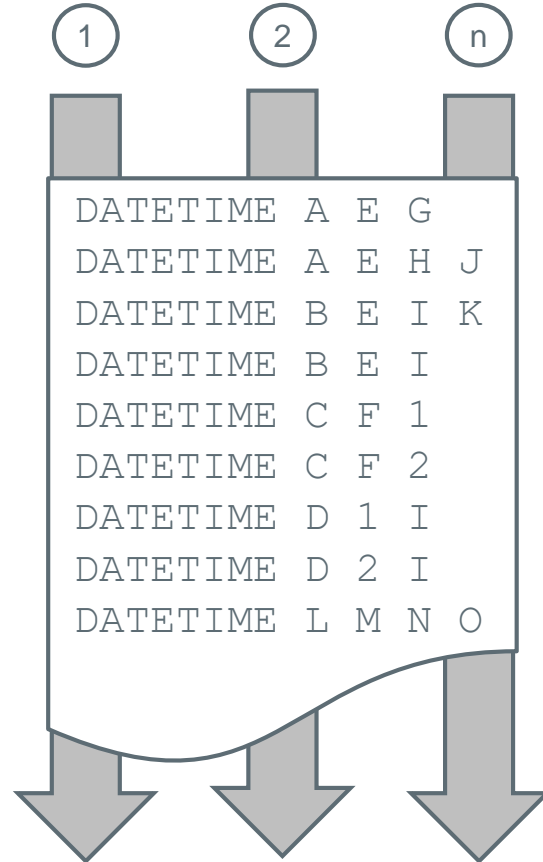 1 2 n
DATETIME A E G
DATETIME A E H J
DATETIME B E I K
DATETIME B E I
DATETIME C F 1
DATETIME C F 2
DATETIME D 1 I
DATETIME D 2 I
DATETIME L M N O